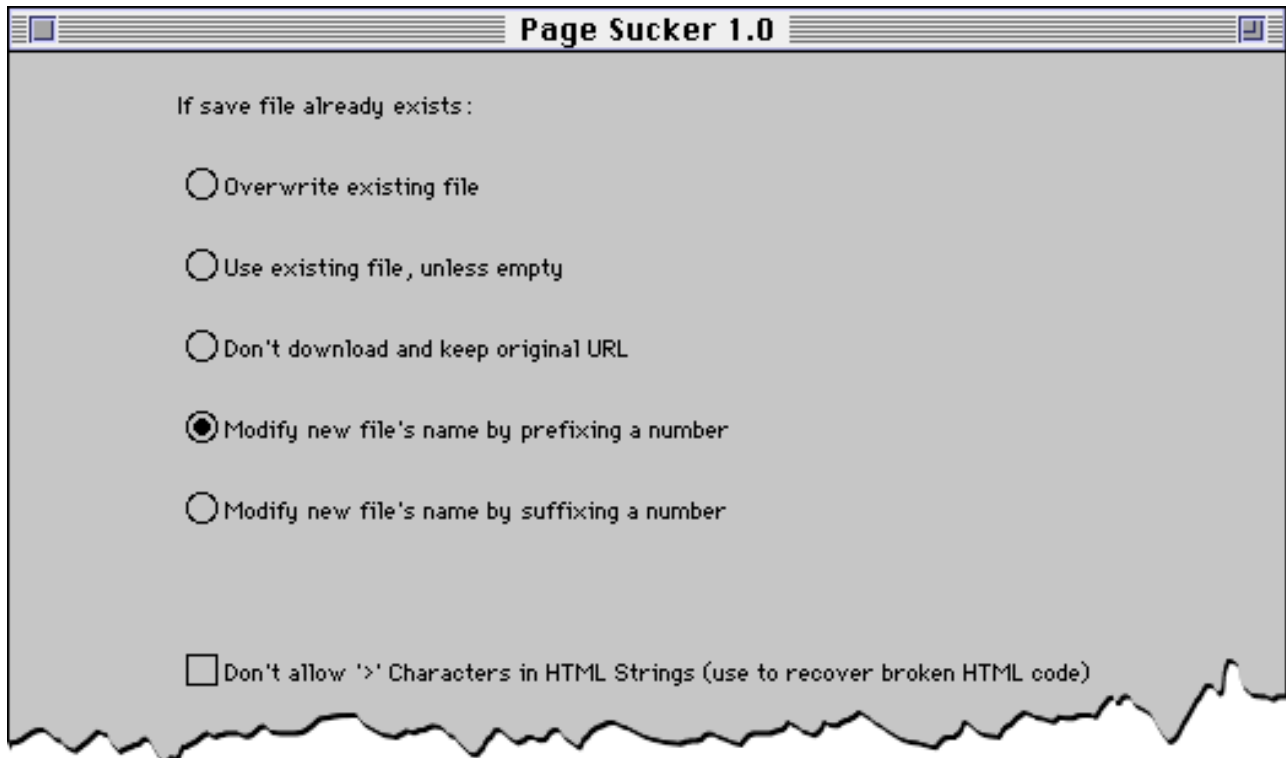 Page Sucker 1.0
If save file already exists:
Overwrite existing file
Use existing file, unless empty
Don't download and keep original URL
Modify new file's name by prefixing a number
Modify new file's name by suffixing a number
Don't allow '>' Characters in HTML Strings (use to recover broken HTML code)